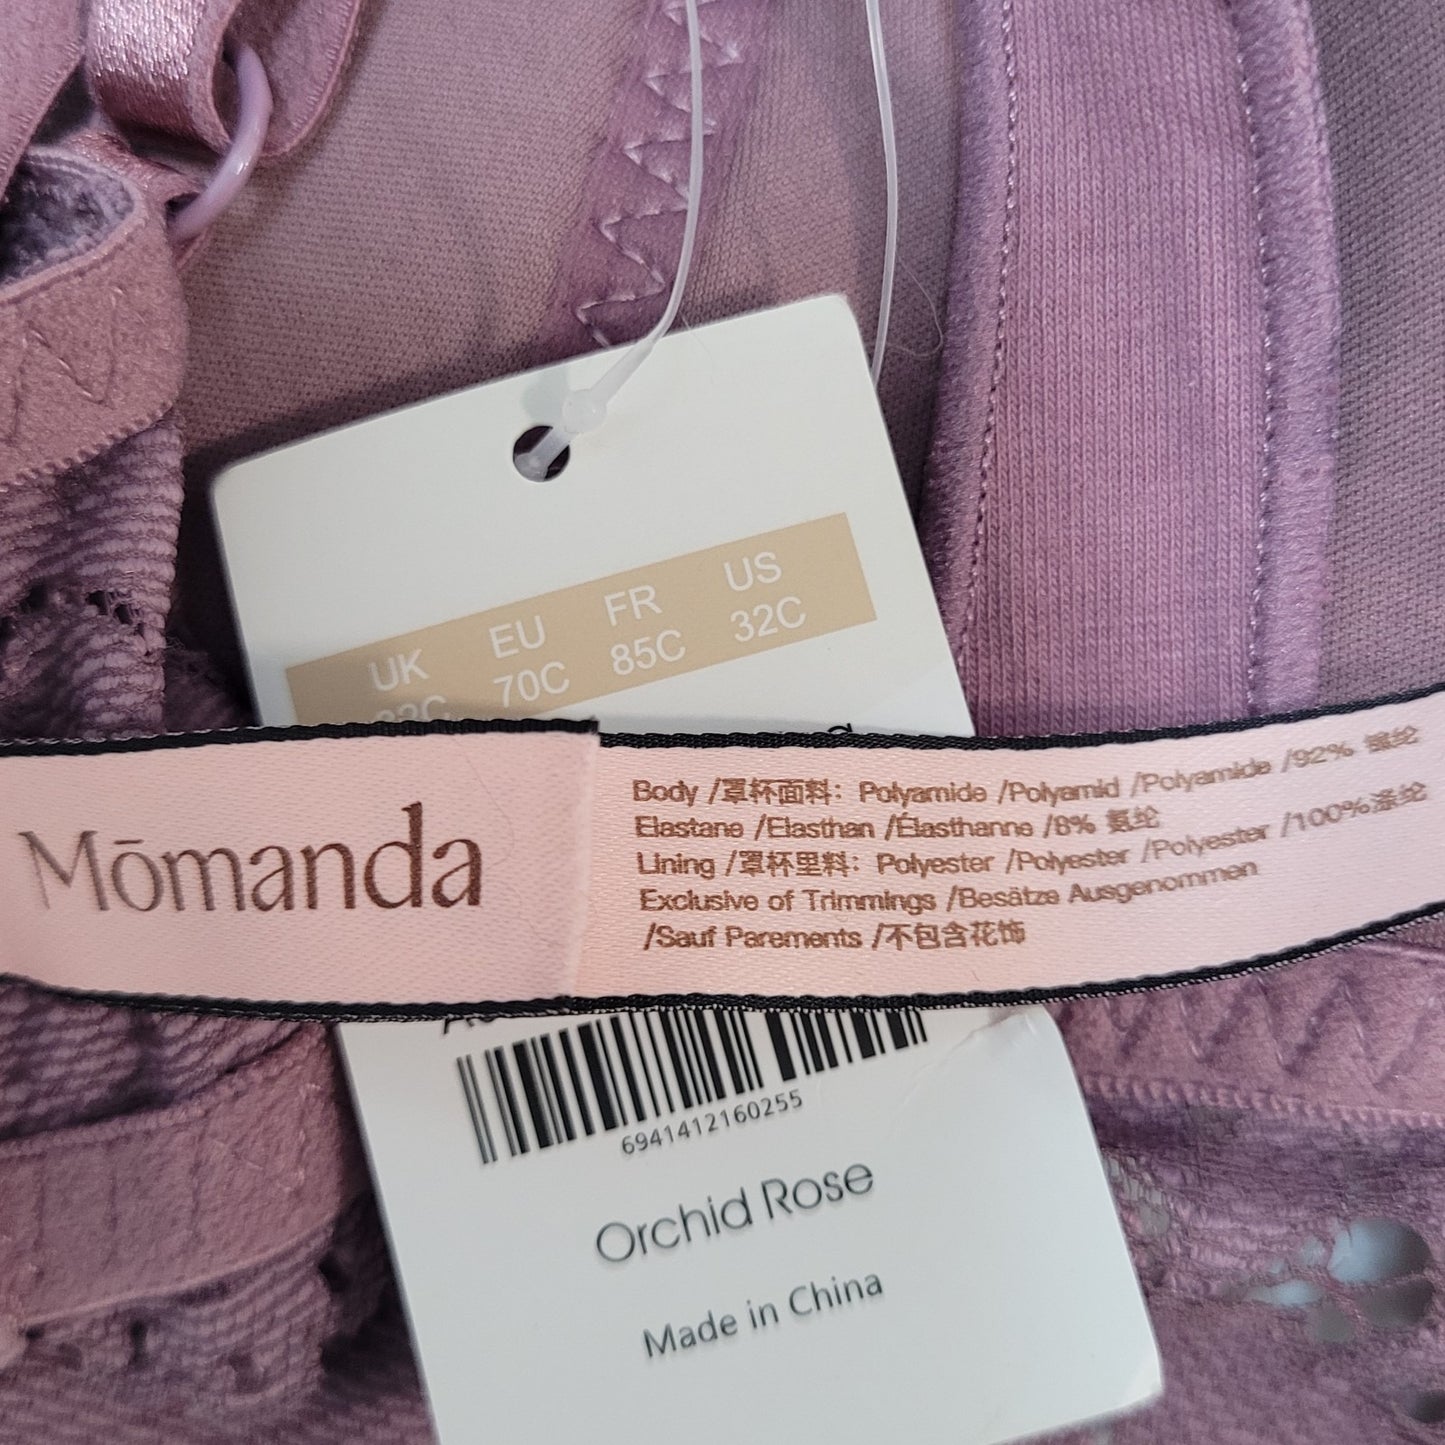 UK EU FR US
32C 70C 85C 32C
Mōmanda
Body /罩杯面料: Polyamide /Polyamid /Polyamide /92% 锦纶
Elastane /Elasthan /Élasthanne /8% 氨纶
Lining /罩杯里料: Polyester /Polyester /Polyester /100%涤纶
Exclusive of Trimmings /Besätze Ausgenommen
/Sauf Parements /不包含花饰
6941412160255
Orchid Rose
Made in China